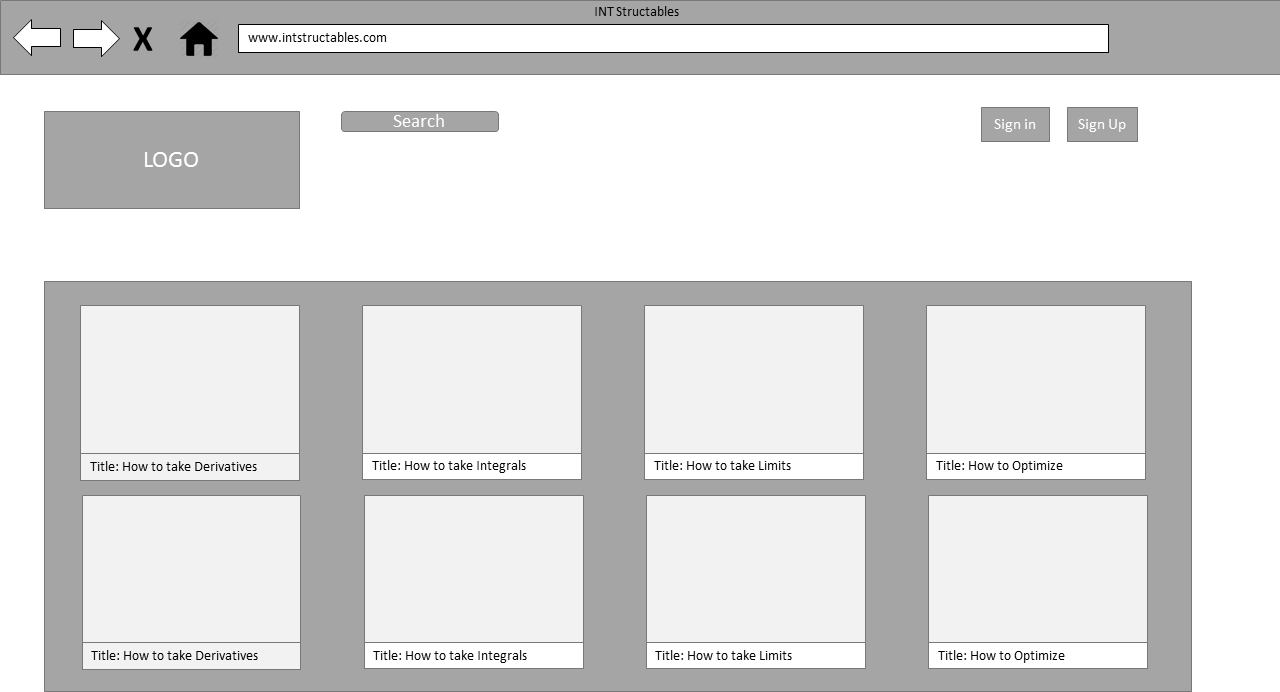 INT Structables
X
www.intstructables.com
Search
Sign in
Sign Up
LOGO
Title: How to take Derivatives
Title: How to take Integrals
Title: How to take Limits
Title: How to Optimize
Title: How to take Derivatives
Title: How to take Integrals
Title: How to take Limits
Title: How to Optimize